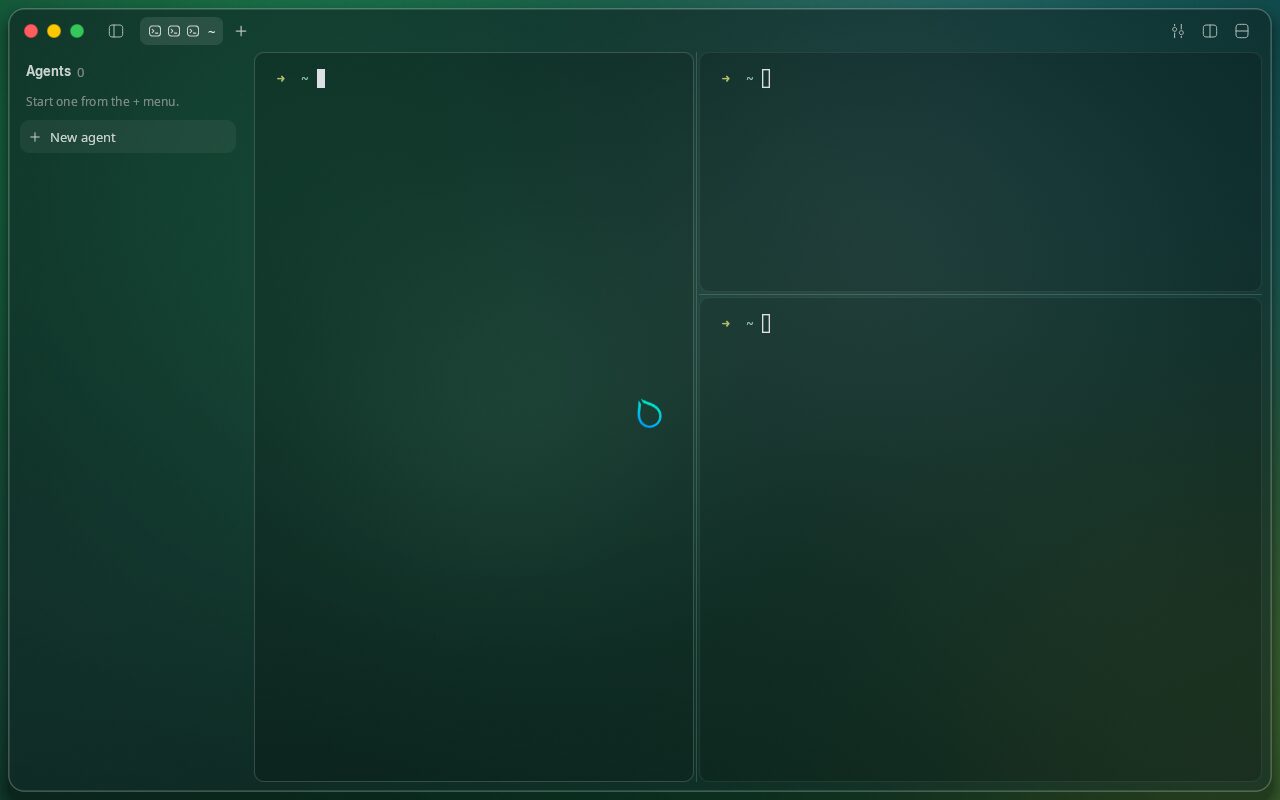 ~
Agents 0
Start one from the + menu.
+ New agent
➜ ~
➜ ~
➜ ~